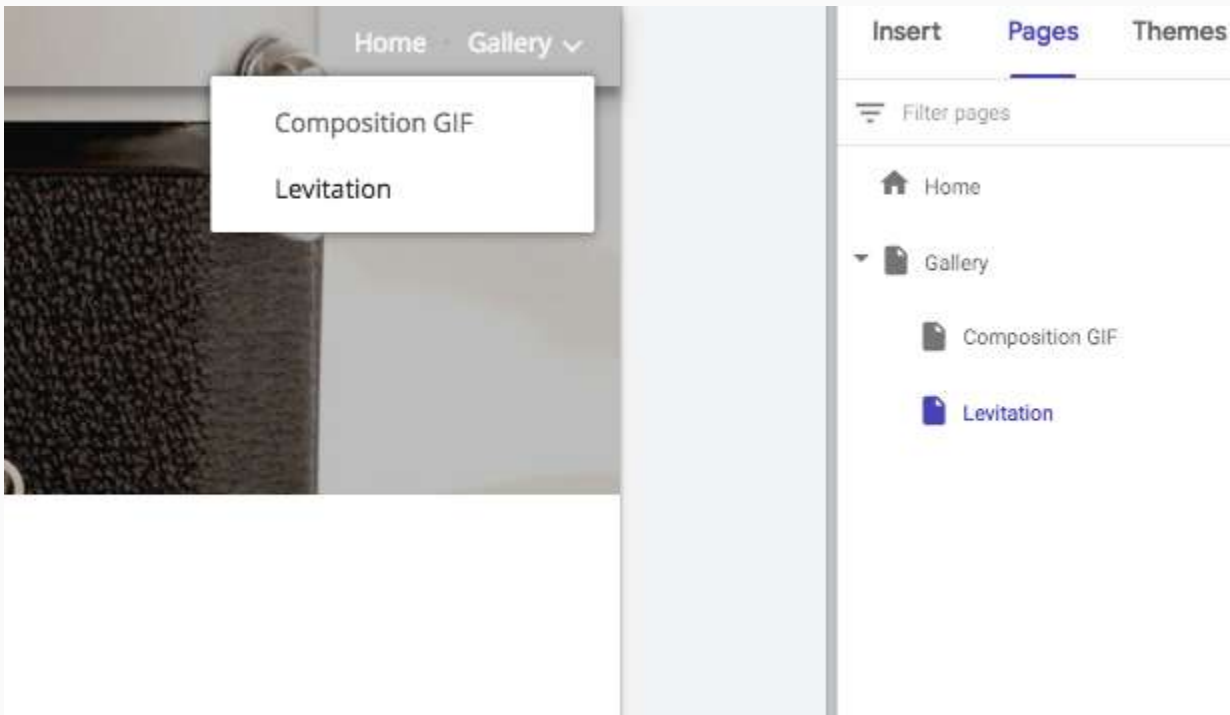 Home Gallery
Composition GIF
Levitation
Insert Pages Themes
Filter pages
Home
Gallery
Composition GIF
Levitation